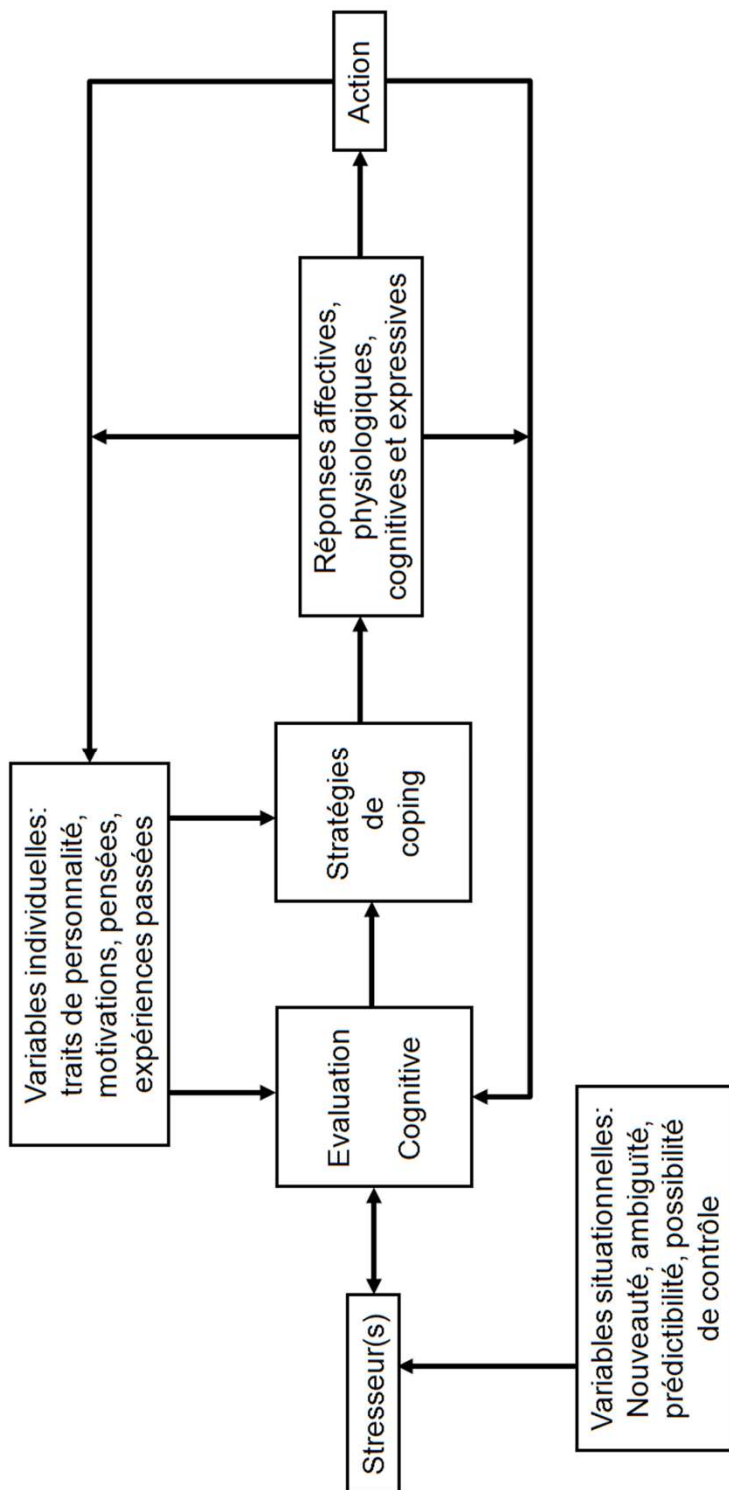 Variables individuelles:
traits de personnalité,
motivations, pensées,
expériences passées
Stresseur(s)
Evaluation
Cognitive
Stratégies
de
coping
Réponses affectives,
physiologiques,
cognitives et expressives
Action
Variables situationnelles:
Nouveauté, ambiguïté,
prédictibilité, possibilité
de contrôle